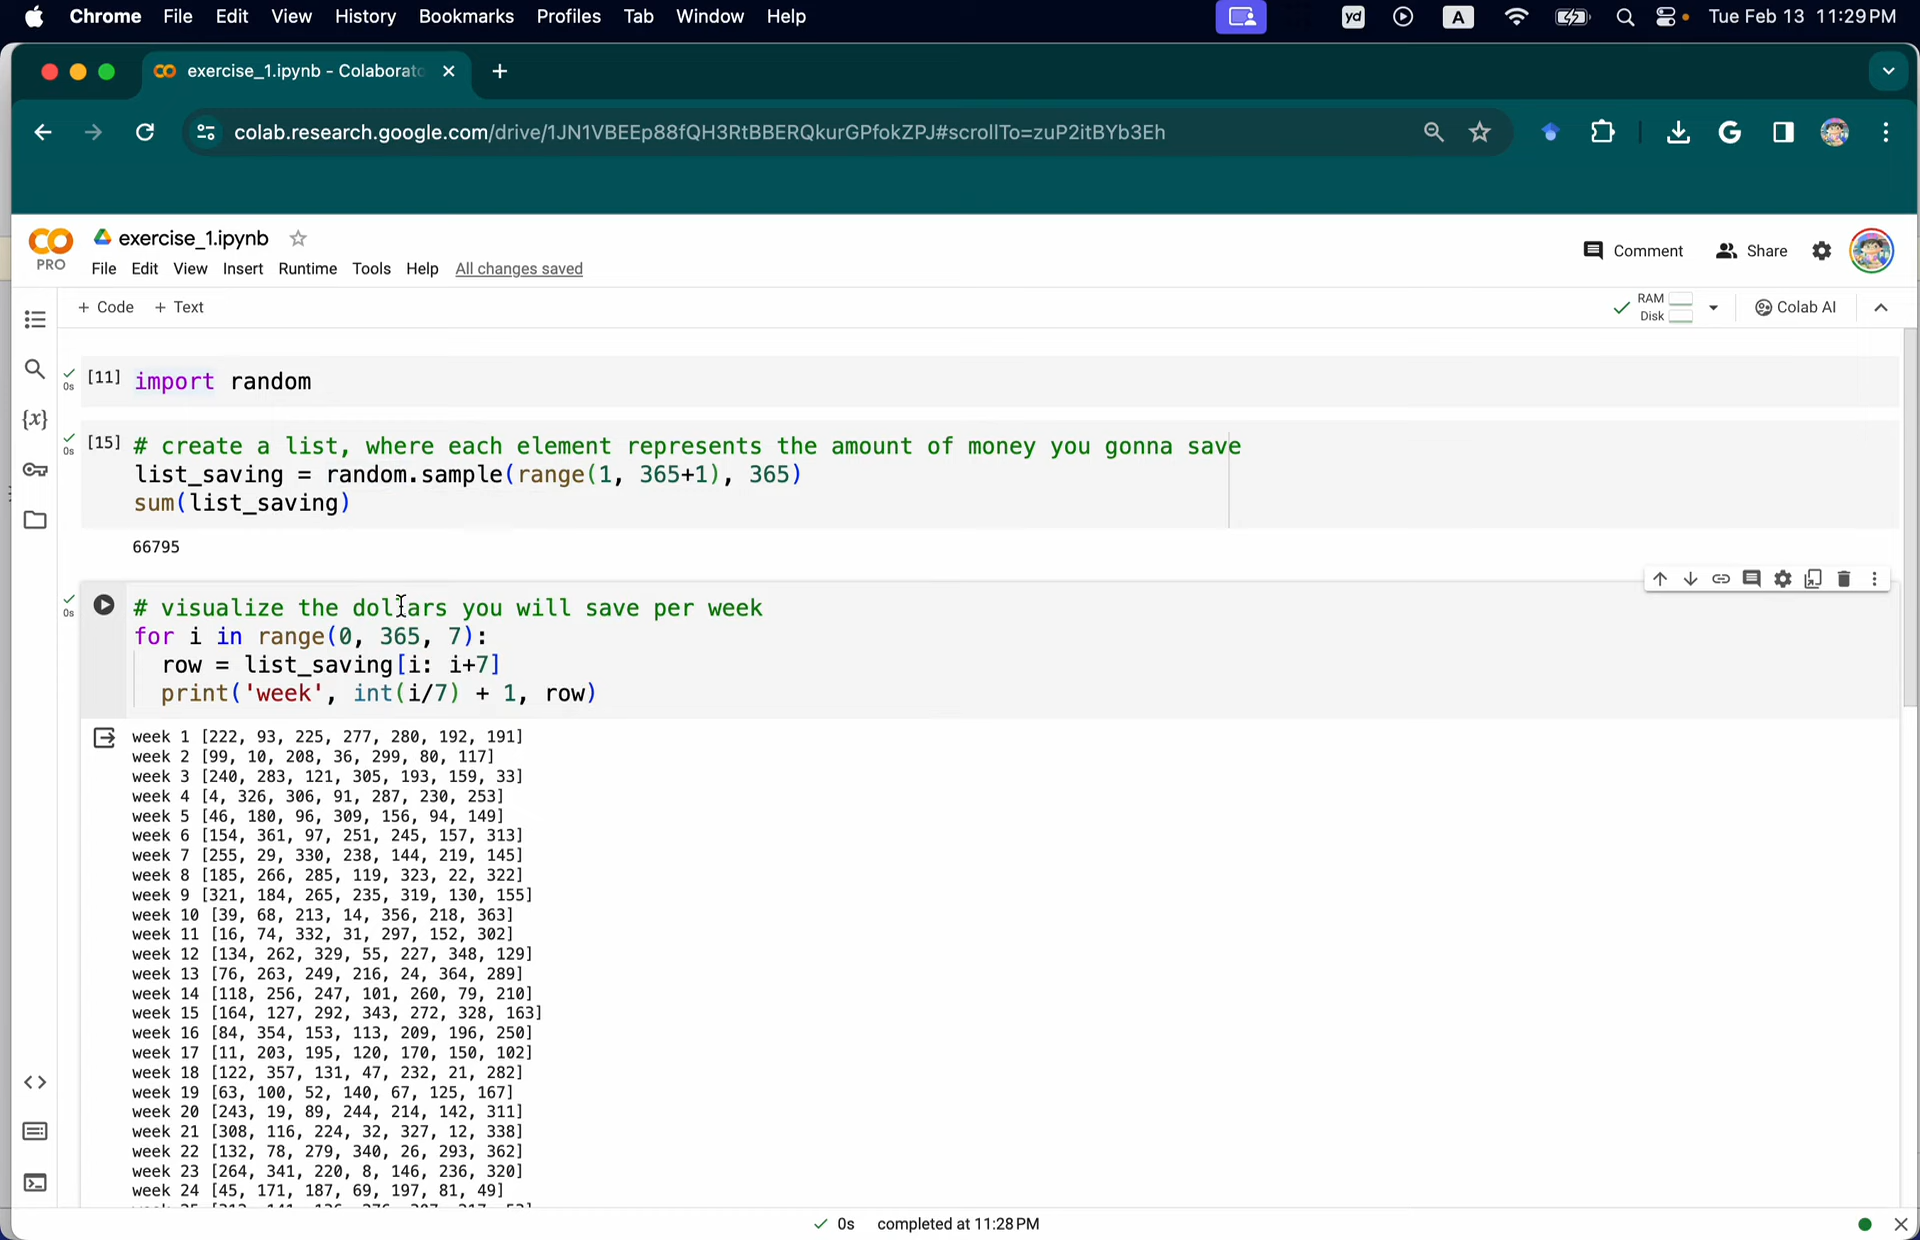 Chrome File Edit View History Bookmarks Profiles Tab Window Help yd A Tue Feb 13 11:29 PM
exercise_1.ipynb - Colaborato
colab.research.google.com/drive/1JN1VBEEp88fQH3RtBBERQkurGPfokZPJ#scrollTo=zuP2itBYb3Eh
exercise_1.ipynb
PRO
Comment Share
File Edit View Insert Runtime Tools Help All changes saved
+ Code + Text
RAM
Disk
Colab AI
{x}
[11] import random
0s
[15] # create a list, where each element represents the amount of money you gonna save
0s
list_saving = random.sample(range(1, 365+1), 365)
sum(list_saving)
66795
# visualize the dollars you will save per week
0s
for i in range(0, 365, 7):
row = list_saving[i: i+7]
print('week', int(i/7) + 1, row)
week 1 [222, 93, 225, 277, 280, 192, 191]
week 2 [99, 10, 208, 36, 299, 80, 117]
week 3 [240, 283, 121, 305, 193, 159, 33]
week 4 [4, 326, 306, 91, 287, 230, 253]
week 5 [46, 180, 96, 309, 156, 94, 149]
week 6 [154, 361, 97, 251, 245, 157, 313]
week 7 [255, 29, 330, 238, 144, 219, 145]
week 8 [185, 266, 285, 119, 323, 22, 322]
week 9 [321, 184, 265, 235, 319, 130, 155]
week 10 [39, 68, 213, 14, 356, 218, 363]
week 11 [16, 74, 332, 31, 297, 152, 302]
week 12 [134, 262, 329, 55, 227, 348, 129]
week 13 [76, 263, 249, 216, 24, 364, 289]
week 14 [118, 256, 247, 101, 260, 79, 210]
week 15 [164, 127, 292, 343, 272, 328, 163]
week 16 [84, 354, 153, 113, 209, 196, 250]
week 17 [11, 203, 195, 120, 170, 150, 102]
week 18 [122, 357, 131, 47, 232, 21, 282]
week 19 [63, 100, 52, 140, 67, 125, 167]
week 20 [243, 19, 89, 244, 214, 142, 311]
week 21 [308, 116, 224, 32, 327, 12, 338]
week 22 [132, 78, 279, 340, 26, 293, 362]
week 23 [264, 341, 220, 8, 146, 236, 320]
week 24 [45, 171, 187, 69, 197, 81, 49]
0s completed at 11:28 PM